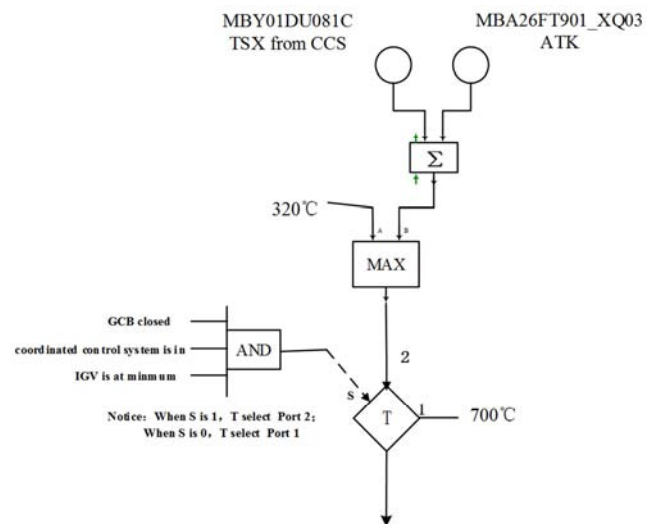 MBY01DU081C
TSX from CCS
MBA26FT901_XQ03
ATK
Σ
320℃
A
B
MAX
GCB closed
coordinated control system is in
IGV is at minmum
AND
2
S
T
1
700℃
Notice: When S is 1, T select Port 2;
When S is 0, T select Port 1